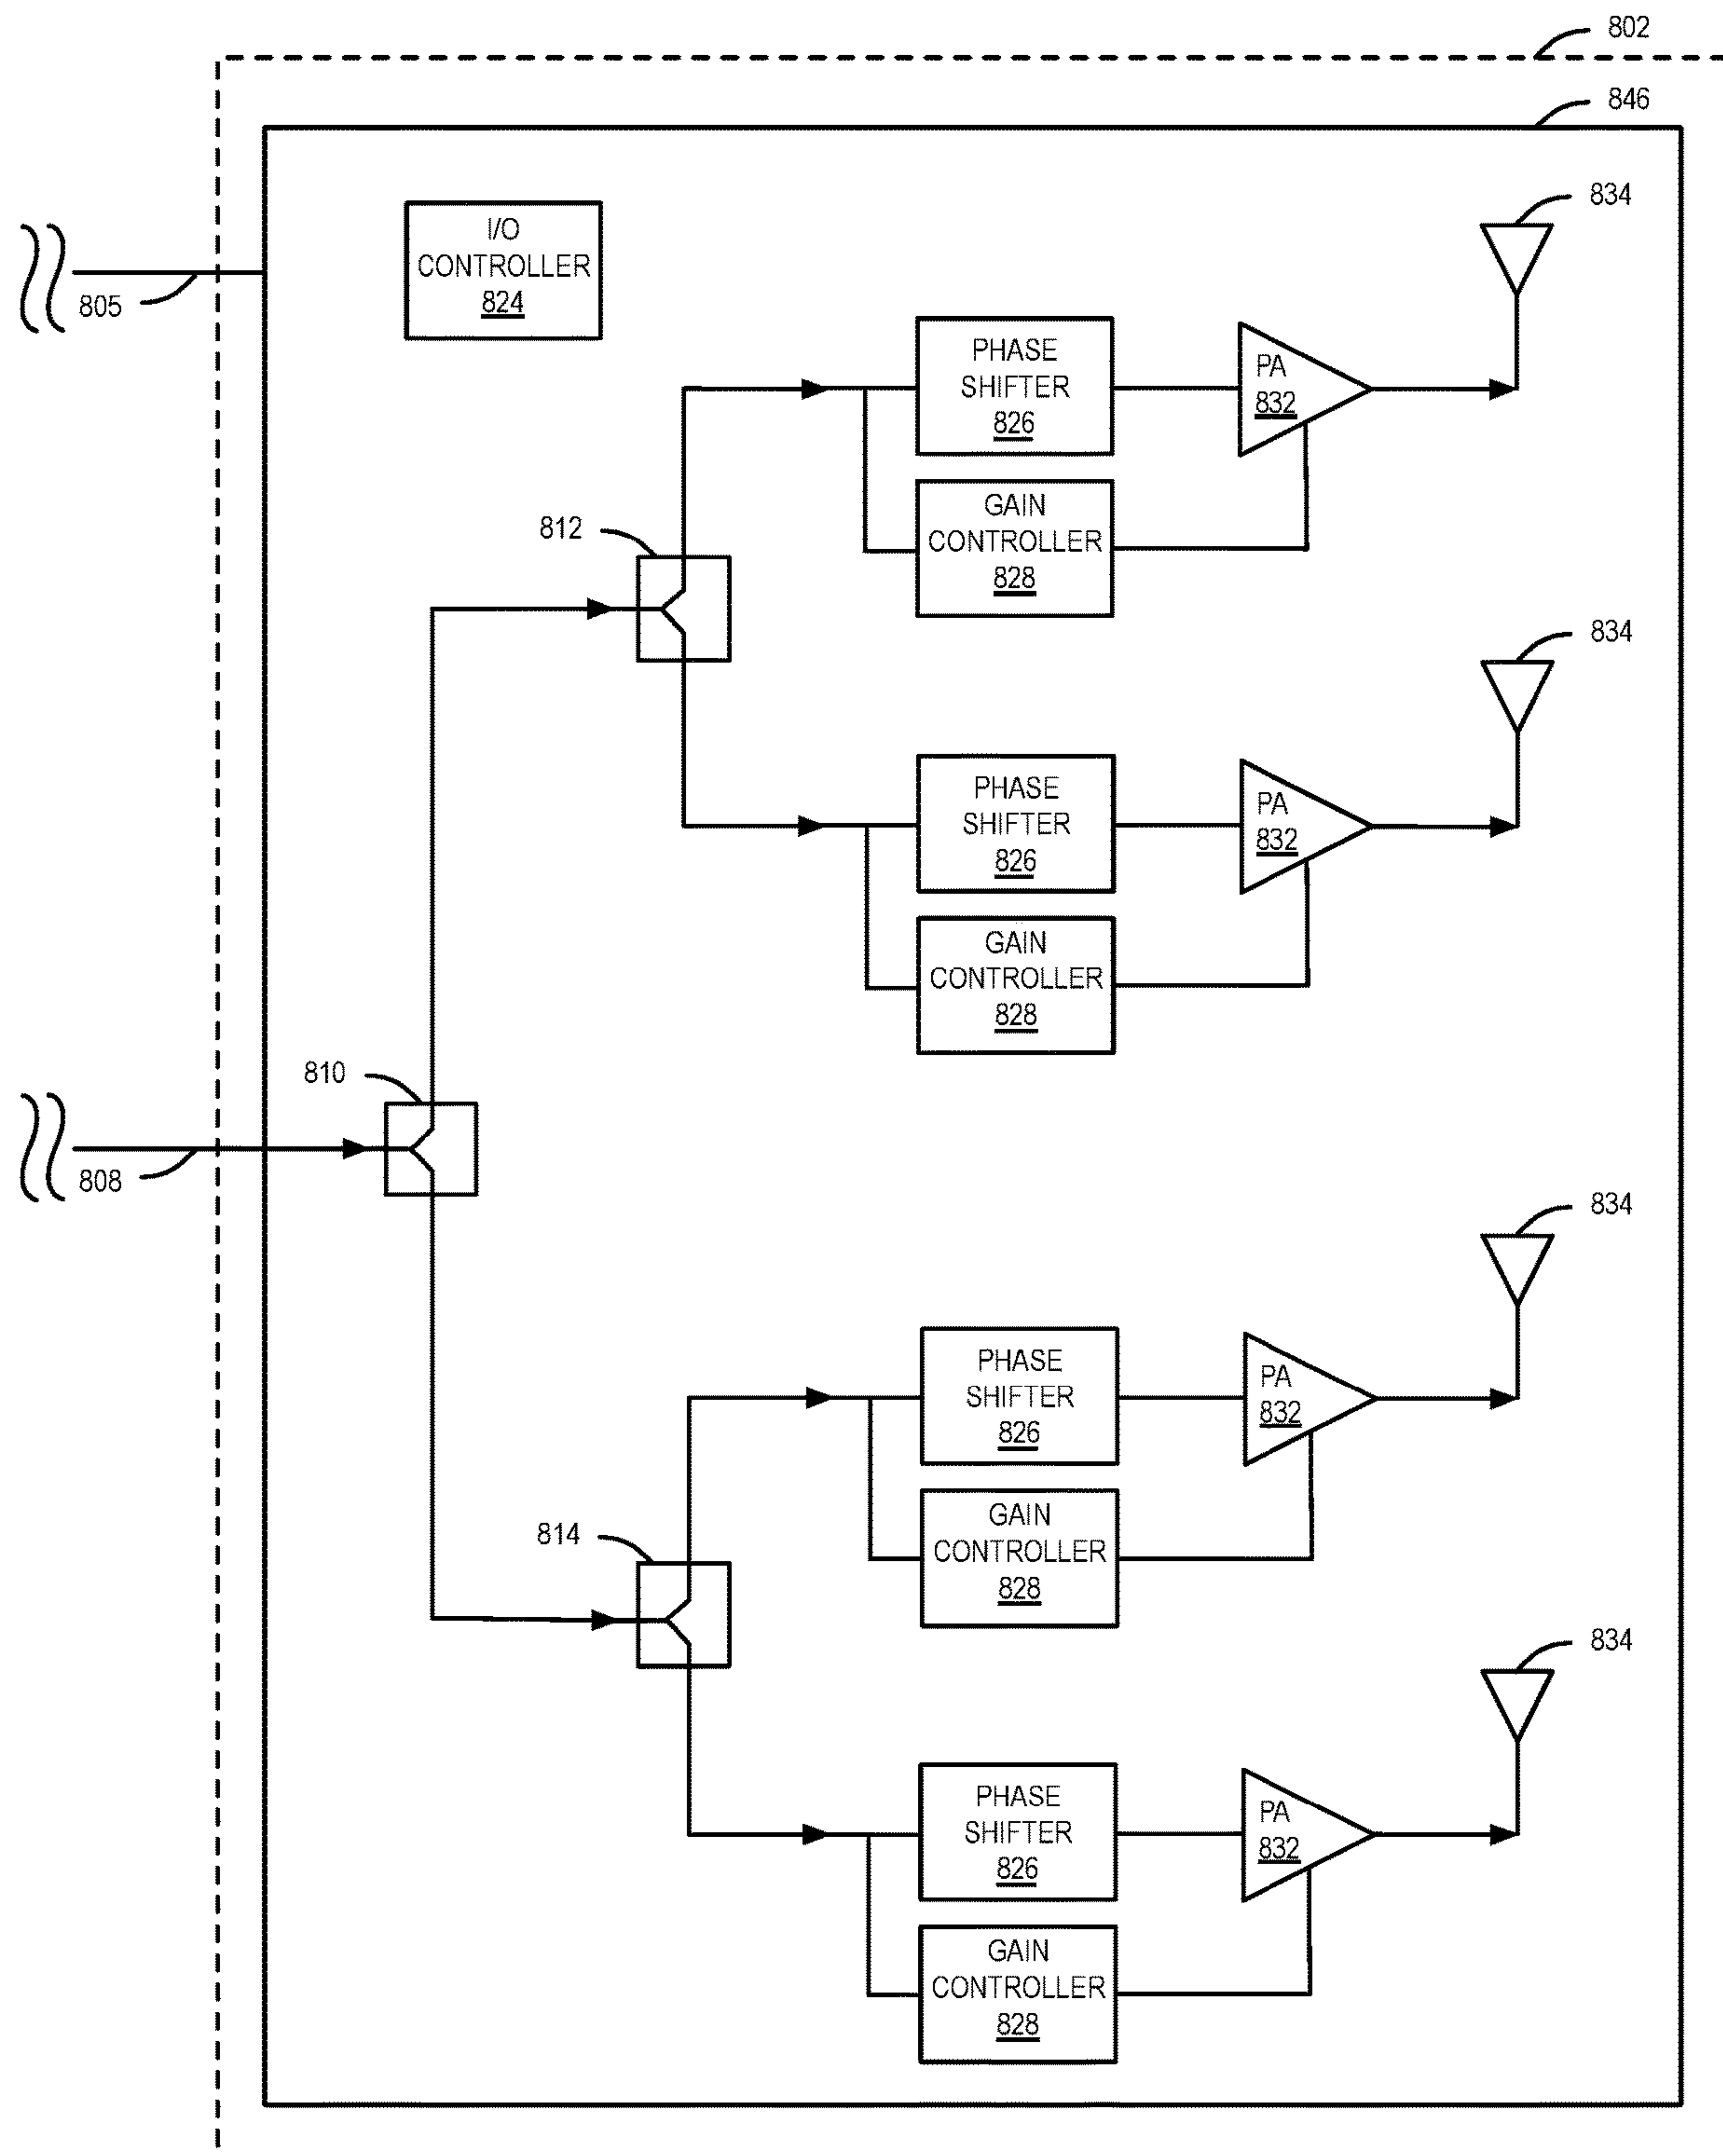 802
846
834
I/O
CONTROLLER
824
805
PHASE
SHIFTER
826
PA
832
GAIN
CONTROLLER
828
812
834
PHASE
SHIFTER
826
PA
832
GAIN
CONTROLLER
828
810
808
834
PHASE
SHIFTER
826
PA
832
GAIN
CONTROLLER
828
814
834
PHASE
SHIFTER
826
PA
832
GAIN
CONTROLLER
828